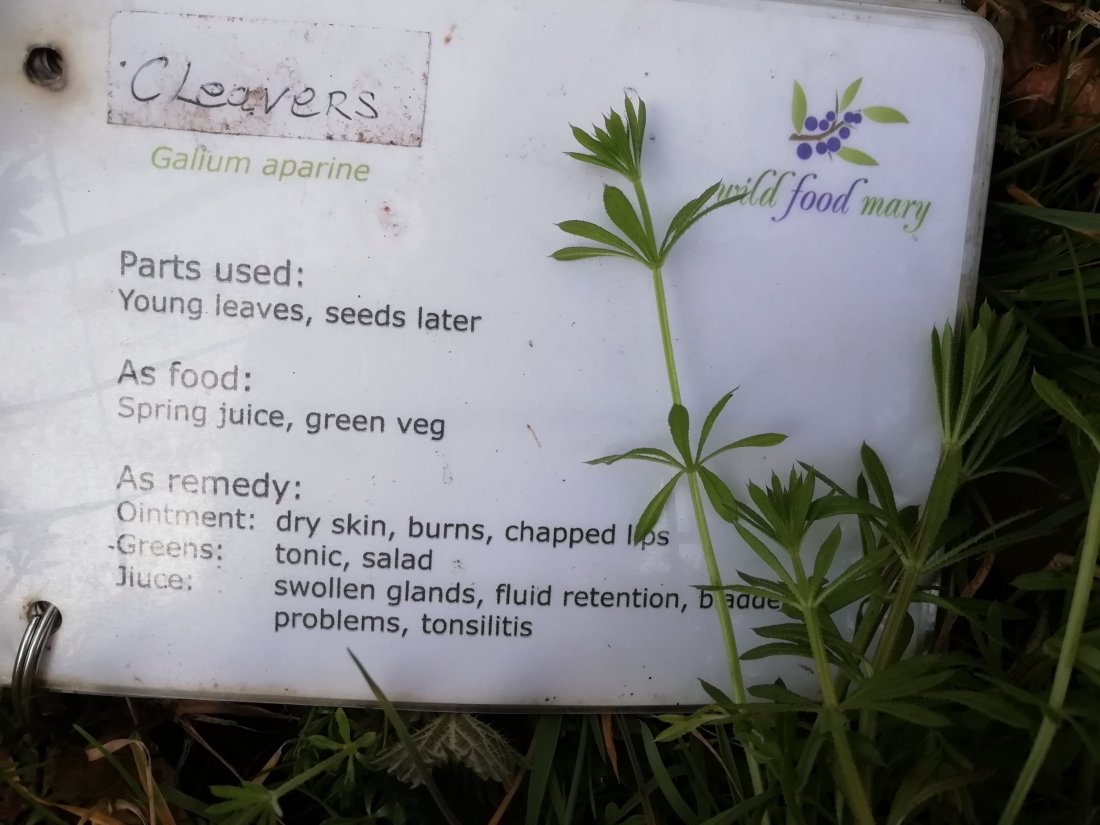 CLeaveRS
Galium aparine
wild food mary
Parts used:
Young leaves, seeds later
As food:
Spring juice, green veg
As remedy:
Ointment: dry skin, burns, chapped lips
-Greens: tonic, salad
Jiuce: swollen glands, fluid retention, bladde
problems, tonsilitis